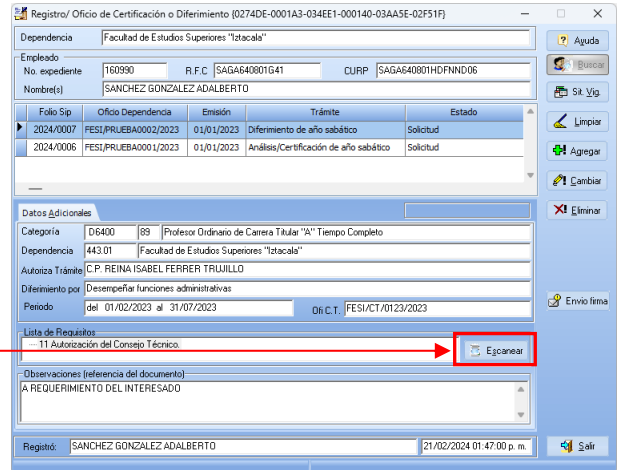 Registro/ Oficio de Certificación o Diferimiento (0274DE-0001A3-034EE1-000140-03AA5E-02F51F)
Dependencia Facultad de Estudios Superiores "Iztacala"
Ayuda
Empleado
No. expediente 160990 R.F.C SAGA640801G41 CURP SAGA640801HDFNND06
Buscar
Nombre(s) SANCHEZ GONZALEZ ADALBERTO
Sit. Vig.
Folio Sip Oficio Dependencia Emisión Trámite Estado
2024/0007 FESI/PRUEBA0002/2023 01/01/2023 Diferimiento de año sabático Solicitud
Limpiar
2024/0006 FESI/PRUEBA0001/2023 01/01/2023 Análisis/Certificación de año sabático Solicitud
Agregar
Cambiar
Datos Adicionales
Eliminar
Categoría D6400 89 Profesor Ordinario de Carrera Titular "A" Tiempo Completo
Dependencia 443.01 Facultad de Estudios Superiores "Iztacala"
Autoriza Trámite C.P. REINA ISABEL FERRER TRUJILLO
Diferimiento por Desempeñar funciones administrativas
Periodo del 01/02/2023 al 31/07/2023 Ofi C.T. FESI/CT/0123/2023
Envio firma
Lista de Requisitos
11 Autorización del Consejo Técnico.
Escanear
Observaciones (referencia del documento)
A REQUERIMIENTO DEL INTERESADO
Registró: SANCHEZ GONZALEZ ADALBERTO 21/02/2024 01:47:00 p. m.
Salir